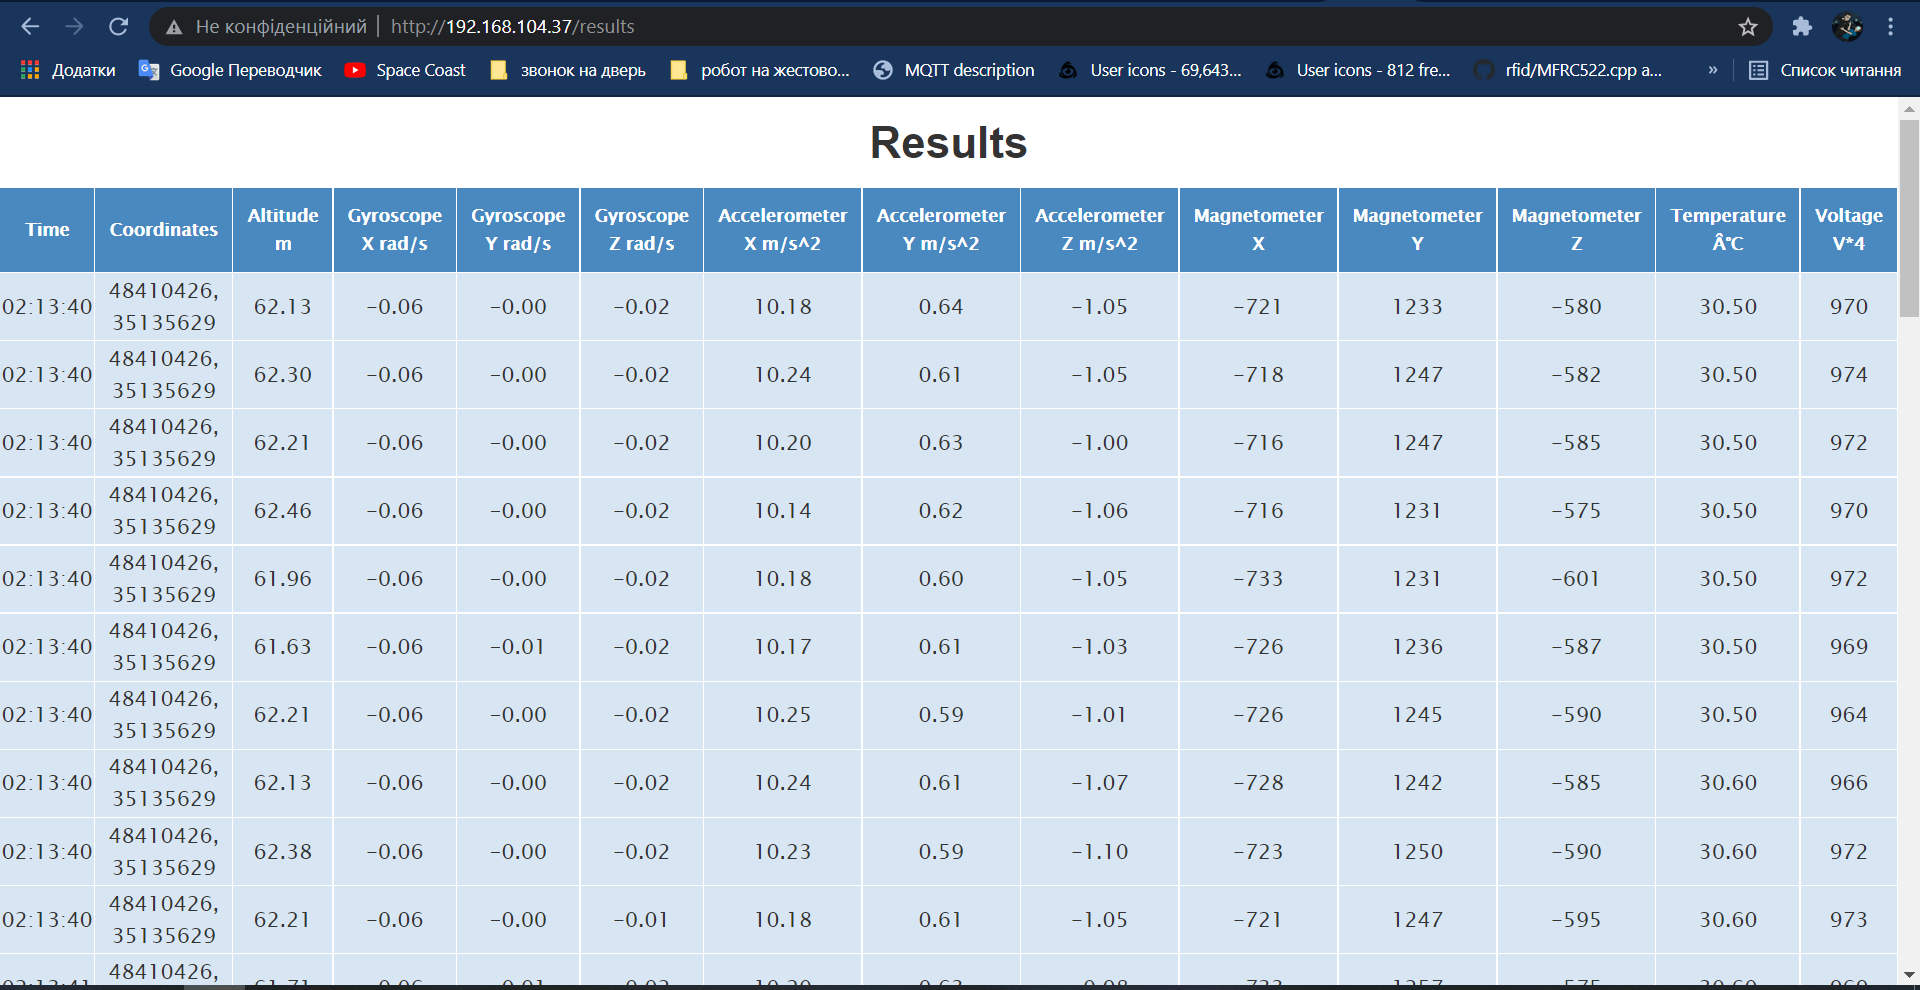 Не конфіденційний | http://192.168.104.37/results
Додатки Google Переводчик Space Coast звонок на дверь робот на жестово... MQTT description User icons - 69,643... User icons - 812 fre... rfid/MFRC522.cpp a... » Список читання
Results
Time Coordinates Altitude m Gyroscope X rad/s Gyroscope Y rad/s Gyroscope Z rad/s Accelerometer X m/s^2 Accelerometer Y m/s^2 Accelerometer Z m/s^2 Magnetometer X Magnetometer Y Magnetometer Z Temperature Â°C Voltage V*4
02:13:40 48410426, 35135629 62.13 -0.06 -0.00 -0.02 10.18 0.64 -1.05 -721 1233 -580 30.50 970
02:13:40 48410426, 35135629 62.30 -0.06 -0.00 -0.02 10.24 0.61 -1.05 -718 1247 -582 30.50 974
02:13:40 48410426, 35135629 62.21 -0.06 -0.00 -0.02 10.20 0.63 -1.00 -716 1247 -585 30.50 972
02:13:40 48410426, 35135629 62.46 -0.06 -0.00 -0.02 10.14 0.62 -1.06 -716 1231 -575 30.50 970
02:13:40 48410426, 35135629 61.96 -0.06 -0.00 -0.02 10.18 0.60 -1.05 -733 1231 -601 30.50 972
02:13:40 48410426, 35135629 61.63 -0.06 -0.01 -0.02 10.17 0.61 -1.03 -726 1236 -587 30.50 969
02:13:40 48410426, 35135629 62.21 -0.06 -0.00 -0.02 10.25 0.59 -1.01 -726 1245 -590 30.50 964
02:13:40 48410426, 35135629 62.13 -0.06 -0.00 -0.02 10.24 0.61 -1.07 -728 1242 -585 30.60 966
02:13:40 48410426, 35135629 62.38 -0.06 -0.00 -0.02 10.23 0.59 -1.10 -723 1250 -590 30.60 972
02:13:40 48410426, 35135629 62.21 -0.06 -0.00 -0.01 10.18 0.61 -1.05 -721 1247 -595 30.60 973
48410426,